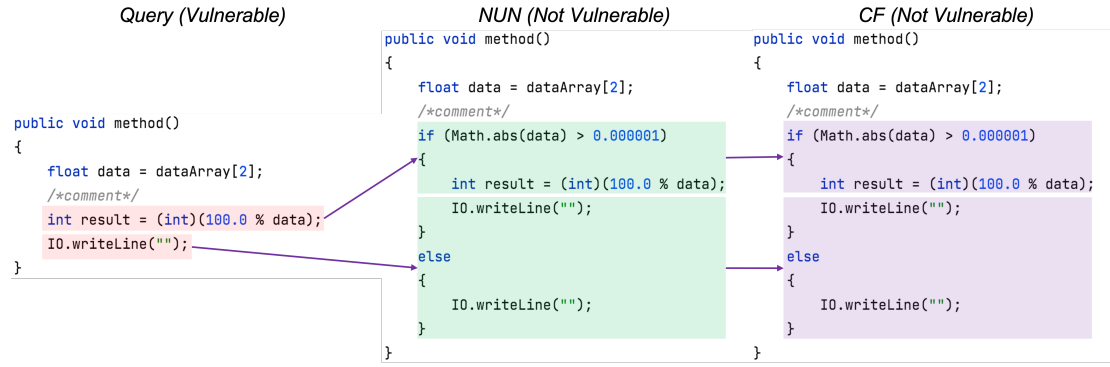 Query (Vulnerable)
public void method()
{
    float data = dataArray[2];
    /*comment*/
    int result = (int)(100.0 % data);
    IO.writeLine("");
}
NUN (Not Vulnerable)
public void method()
{
    float data = dataArray[2];
    /*comment*/
    if (Math.abs(data) > 0.000001)
    {
        int result = (int)(100.0 % data);
        IO.writeLine("");
    }
    else
    {
        IO.writeLine("");
    }
}
CF (Not Vulnerable)
public void method()
{
    float data = dataArray[2];
    /*comment*/
    if (Math.abs(data) > 0.000001)
    {
        int result = (int)(100.0 % data);
        IO.writeLine("");
    }
    else
    {
        IO.writeLine("");
    }
}